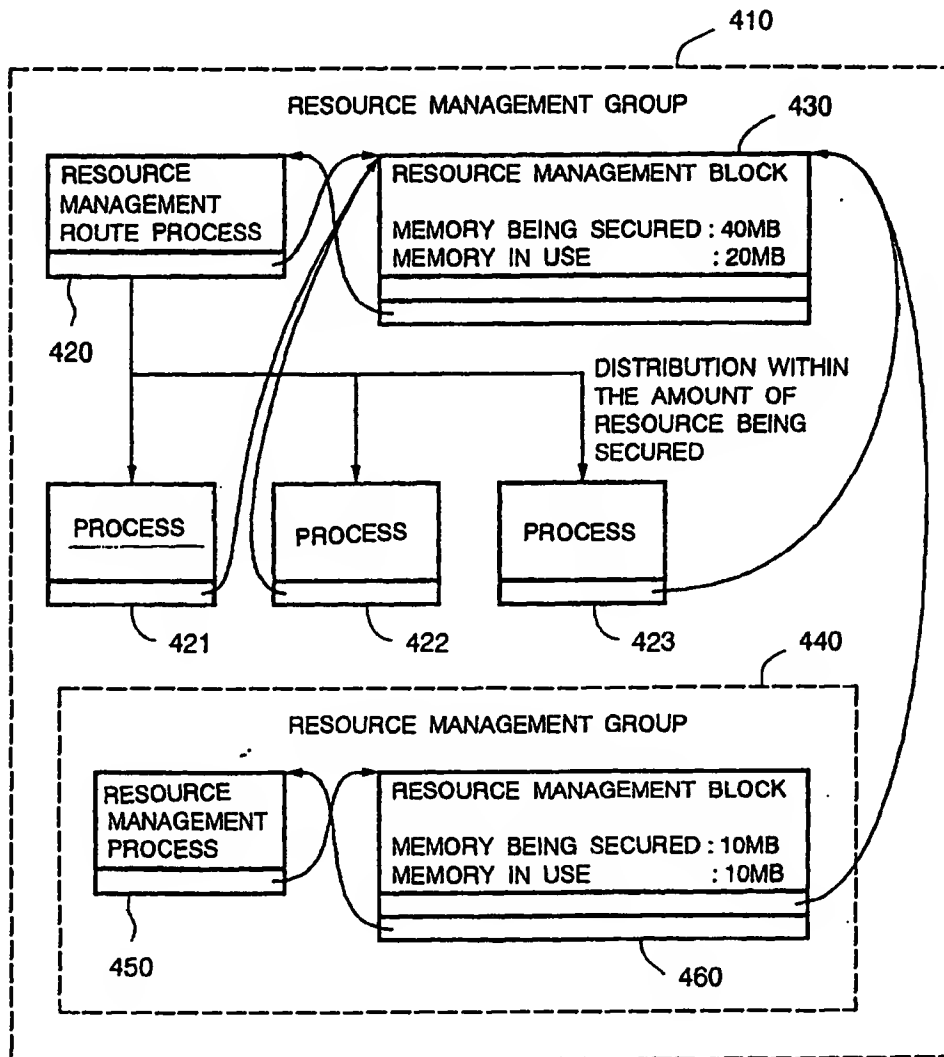 410
RESOURCE MANAGEMENT GROUP
430
RESOURCE
MANAGEMENT
ROUTE PROCESS
RESOURCE MANAGEMENT BLOCK
MEMORY BEING SECURED : 40MB
MEMORY IN USE : 20MB
420
DISTRIBUTION WITHIN
THE AMOUNT OF
RESOURCE BEING
SECURED
PROCESS
PROCESS
PROCESS
421
422
423
440
RESOURCE MANAGEMENT GROUP
RESOURCE
MANAGEMENT
PROCESS
RESOURCE MANAGEMENT BLOCK
MEMORY BEING SECURED : 10MB
MEMORY IN USE : 10MB
450
460